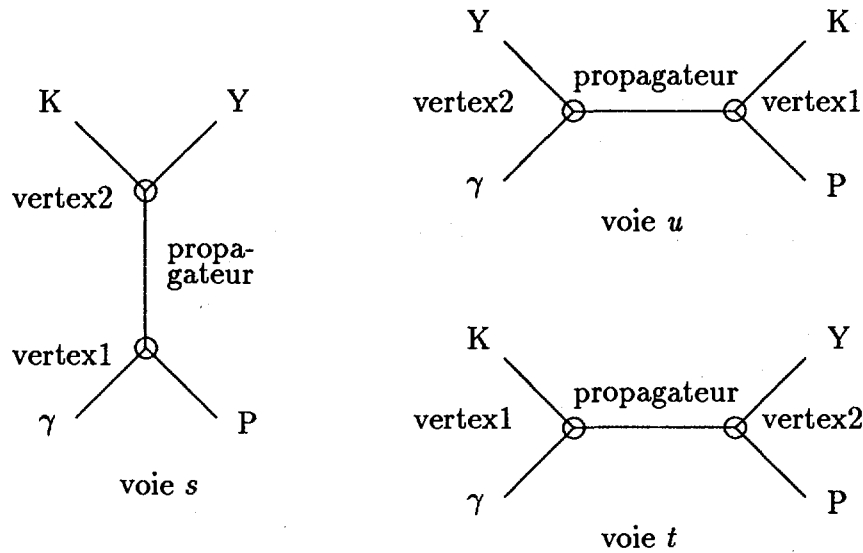 K Y
vertex2
propa-
gateur
vertex1
γ P
voie s
Y K
propagateur
vertex2 vertex1
γ P
voie u
K Y
propagateur
vertex1 vertex2
γ P
voie t